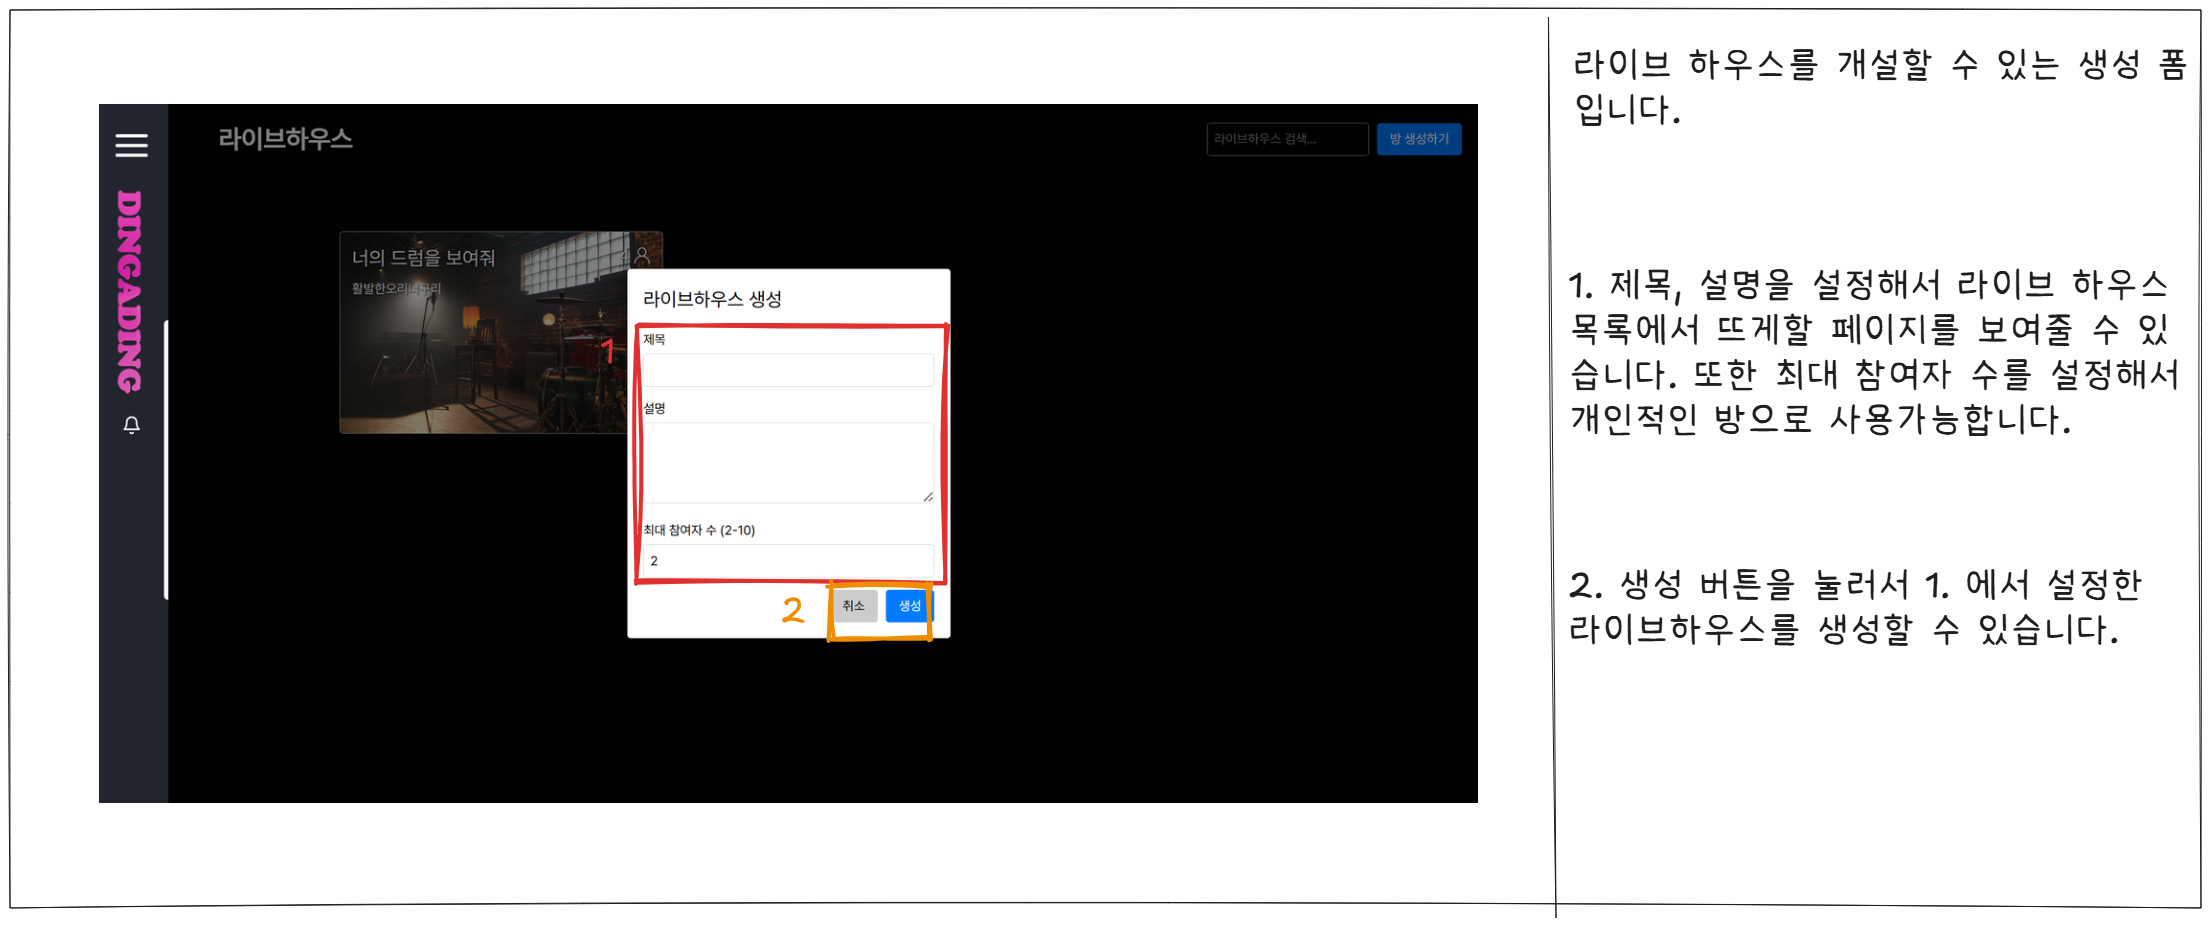 라이브하우스
라이브하우스 검색...
방 생성하기
DINGADING
너의 드럼을 보여줘
활발한오리너구리
라이브하우스 생성
1
제목
설명
최대 참여자 수 (2-10)
2
2
취소
생성
라이브 하우스를 개설할 수 있는 생성 폼
입니다.
1. 제목, 설명을 설정해서 라이브 하우스
목록에서 뜨게할 페이지를 보여줄 수 있
습니다. 또한 최대 참여자 수를 설정해서
개인적인 방으로 사용가능합니다.
2. 생성 버튼을 눌러서 1. 에서 설정한
라이브하우스를 생성할 수 있습니다.